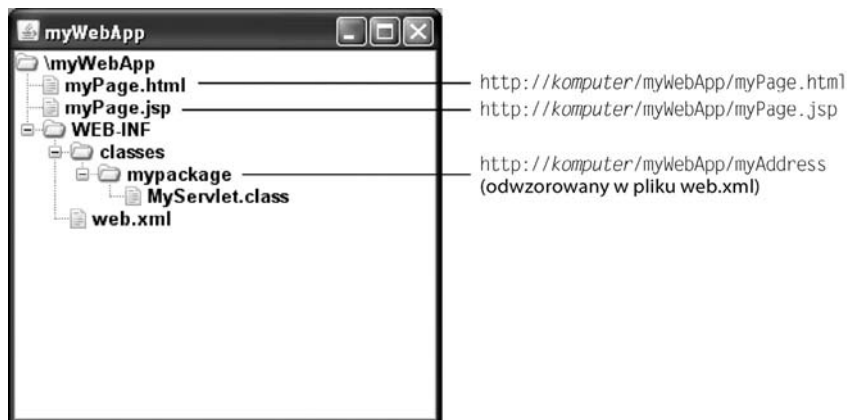 myWebApp
\myWebApp
myPage.html
http://komputer/myWebApp/myPage.html
myPage.jsp
http://komputer/myWebApp/myPage.jsp
WEB-INF
classes
mypackage
http://komputer/myWebApp/myAddress
(odwzorowany w pliku web.xml)
MyServlet.class
web.xml